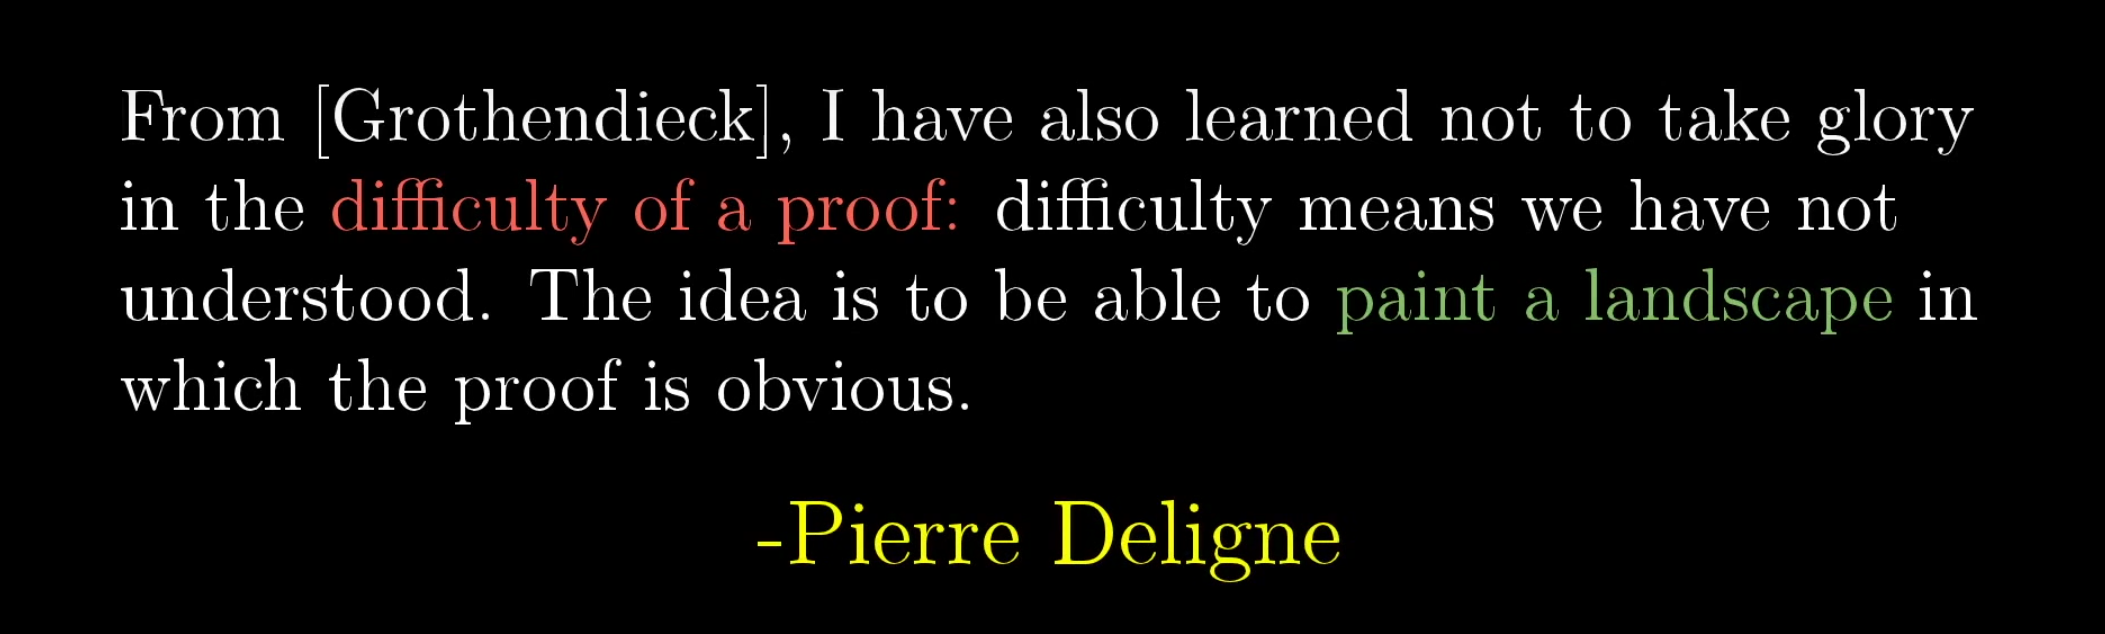 From [Grothendieck], I have also learned not to take glory
in the difficulty of a proof: difficulty means we have not
understood. The idea is to be able to paint a landscape in
which the proof is obvious.
-Pierre Deligne